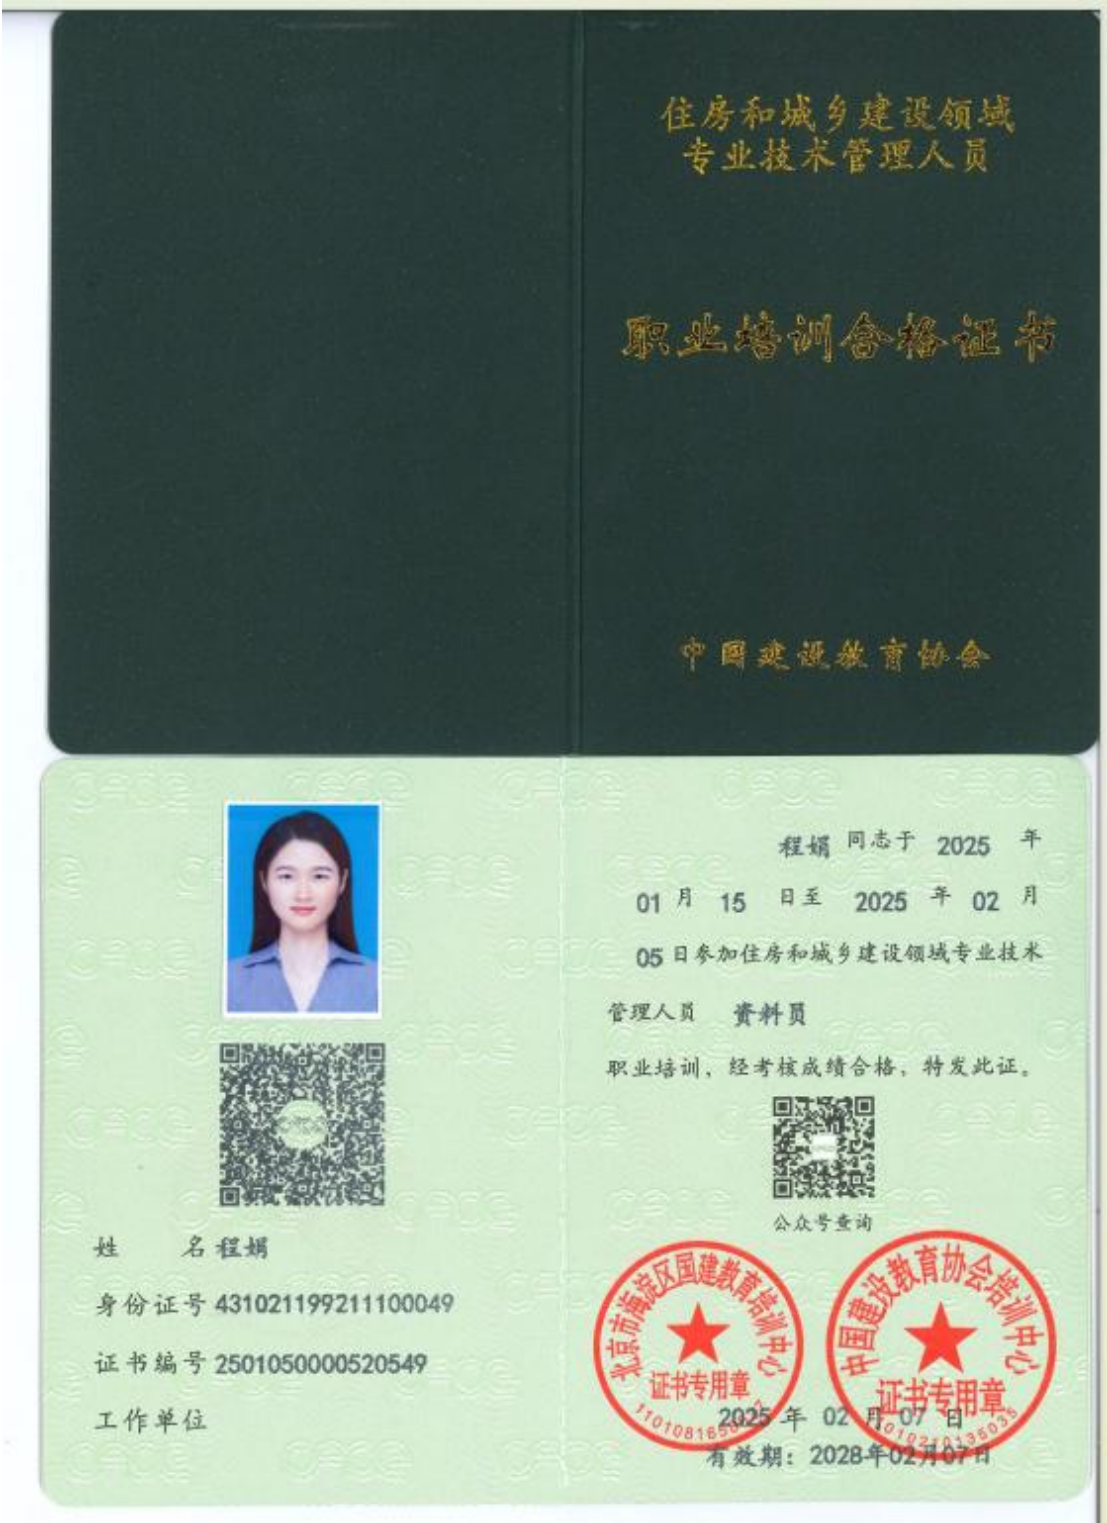 住房和城乡建设领域
专业技术管理人员
职业培训合格证书
中国建设教育协会
姓 名 程娟
身份证号 431021199211100049
证书编号 2501050000520549
工作单位
程娟 同志于 2025 年
01 月 15 日至 2025 年 02 月
05 日参加住房和城乡建设领域专业技术
管理人员 资料员
职业培训、经考核成绩合格，特发此证。
公众号查询
北京市海淀区国建教育培训中心
证书专用章
中国建设教育协会培训中心
证书专用章
2025 年 02 月 07 日
有效期：2028年02月07日